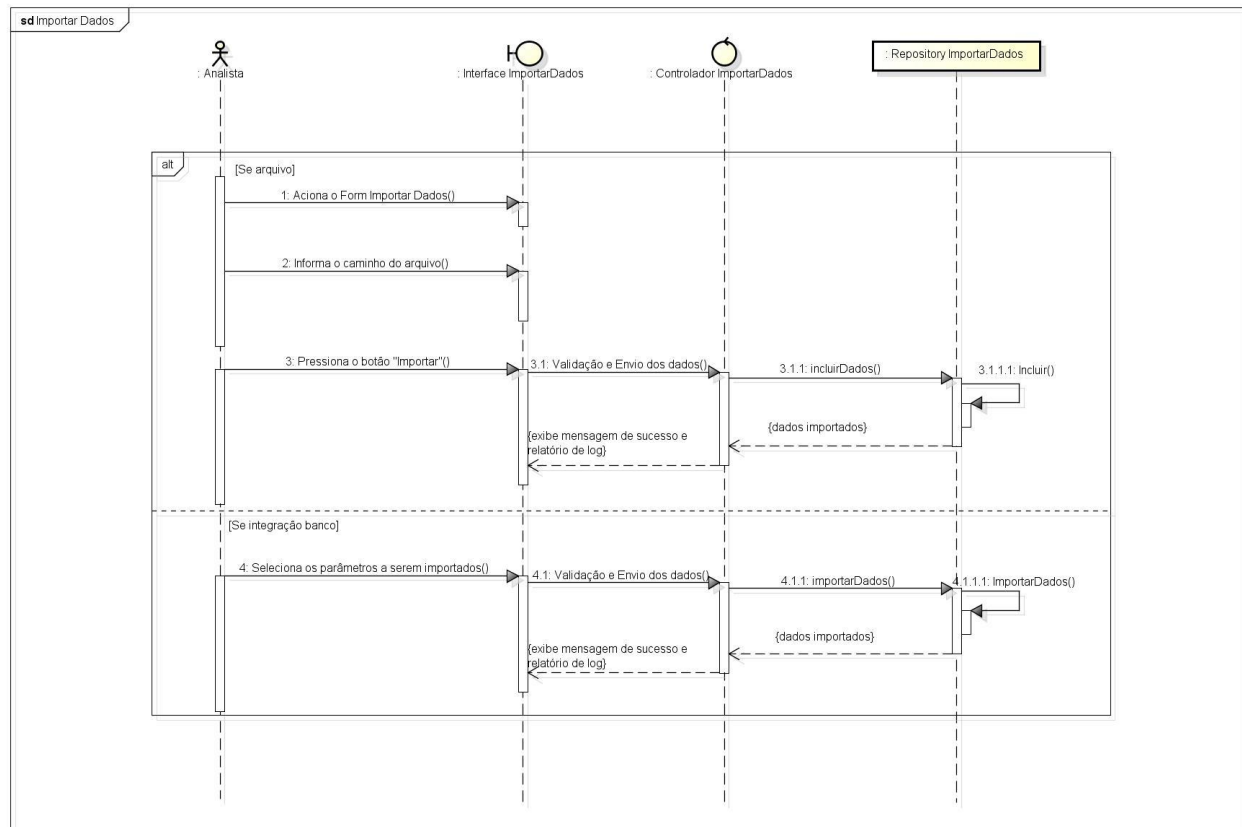 sd Importar Dados
: Analista
: Interface ImportarDados
: Controlador ImportarDados
: Repository ImportarDados
alt
[Se arquivo]
1: Aciona o Form Importar Dados()
2: Informa o caminho do arquivo()
3: Pressiona o botão "Importar"()
3.1: Validação e Envio dos dados()
3.1.1: incluirDados()
3.1.1.1: Incluir()
{dados importados}
{exibe mensagem de sucesso e
relatório de log}
[Se integração banco]
4: Seleciona os parâmetros a serem importados()
4.1: Validação e Envio dos dados()
4.1.1: importarDados()
4.1.1.1: ImportarDados()
{dados importados}
{exibe mensagem de sucesso e
relatório de log}